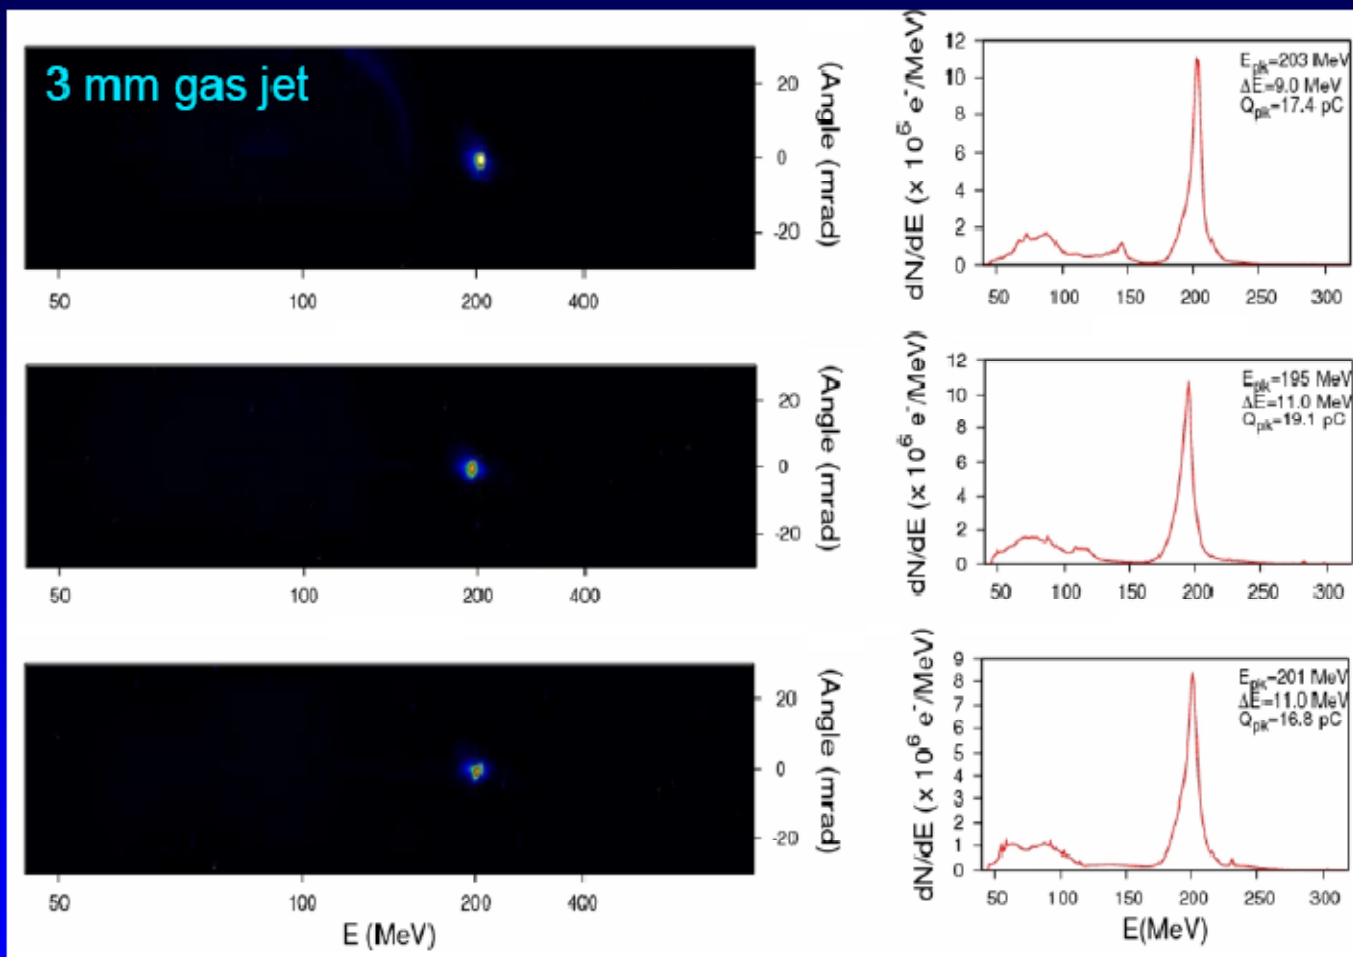 3 mm gas jet
20
0
-20
(Angle (mrad)
50 100 200 400
12
10
8
6
4
2
0
dN/dE (x 10⁶ e⁻/MeV)
E_pk=203 MeV
ΔE=9.0 MeV
Q_pk=17.4 pC
50 100 150 200 250 300
20
0
-20
(Angle (mrad)
50 100 200 400
12
10
8
6
4
2
0
dN/dE (x 10⁶ e⁻/MeV)
E_pk=195 MeV
ΔE=11.0 MeV
Q_pk=19.1 pC
50 100 150 200 250 300
20
0
-20
(Angle (mrad)
50 100 200 400
E (MeV)
9
8
7
6
5
4
3
2
1
0
dN/dE (x 10⁶ e⁻/MeV)
E_pk=201 MeV
ΔE=11.0 MeV
Q_pk=16.8 pC
50 100 150 200 250 300
E(MeV)